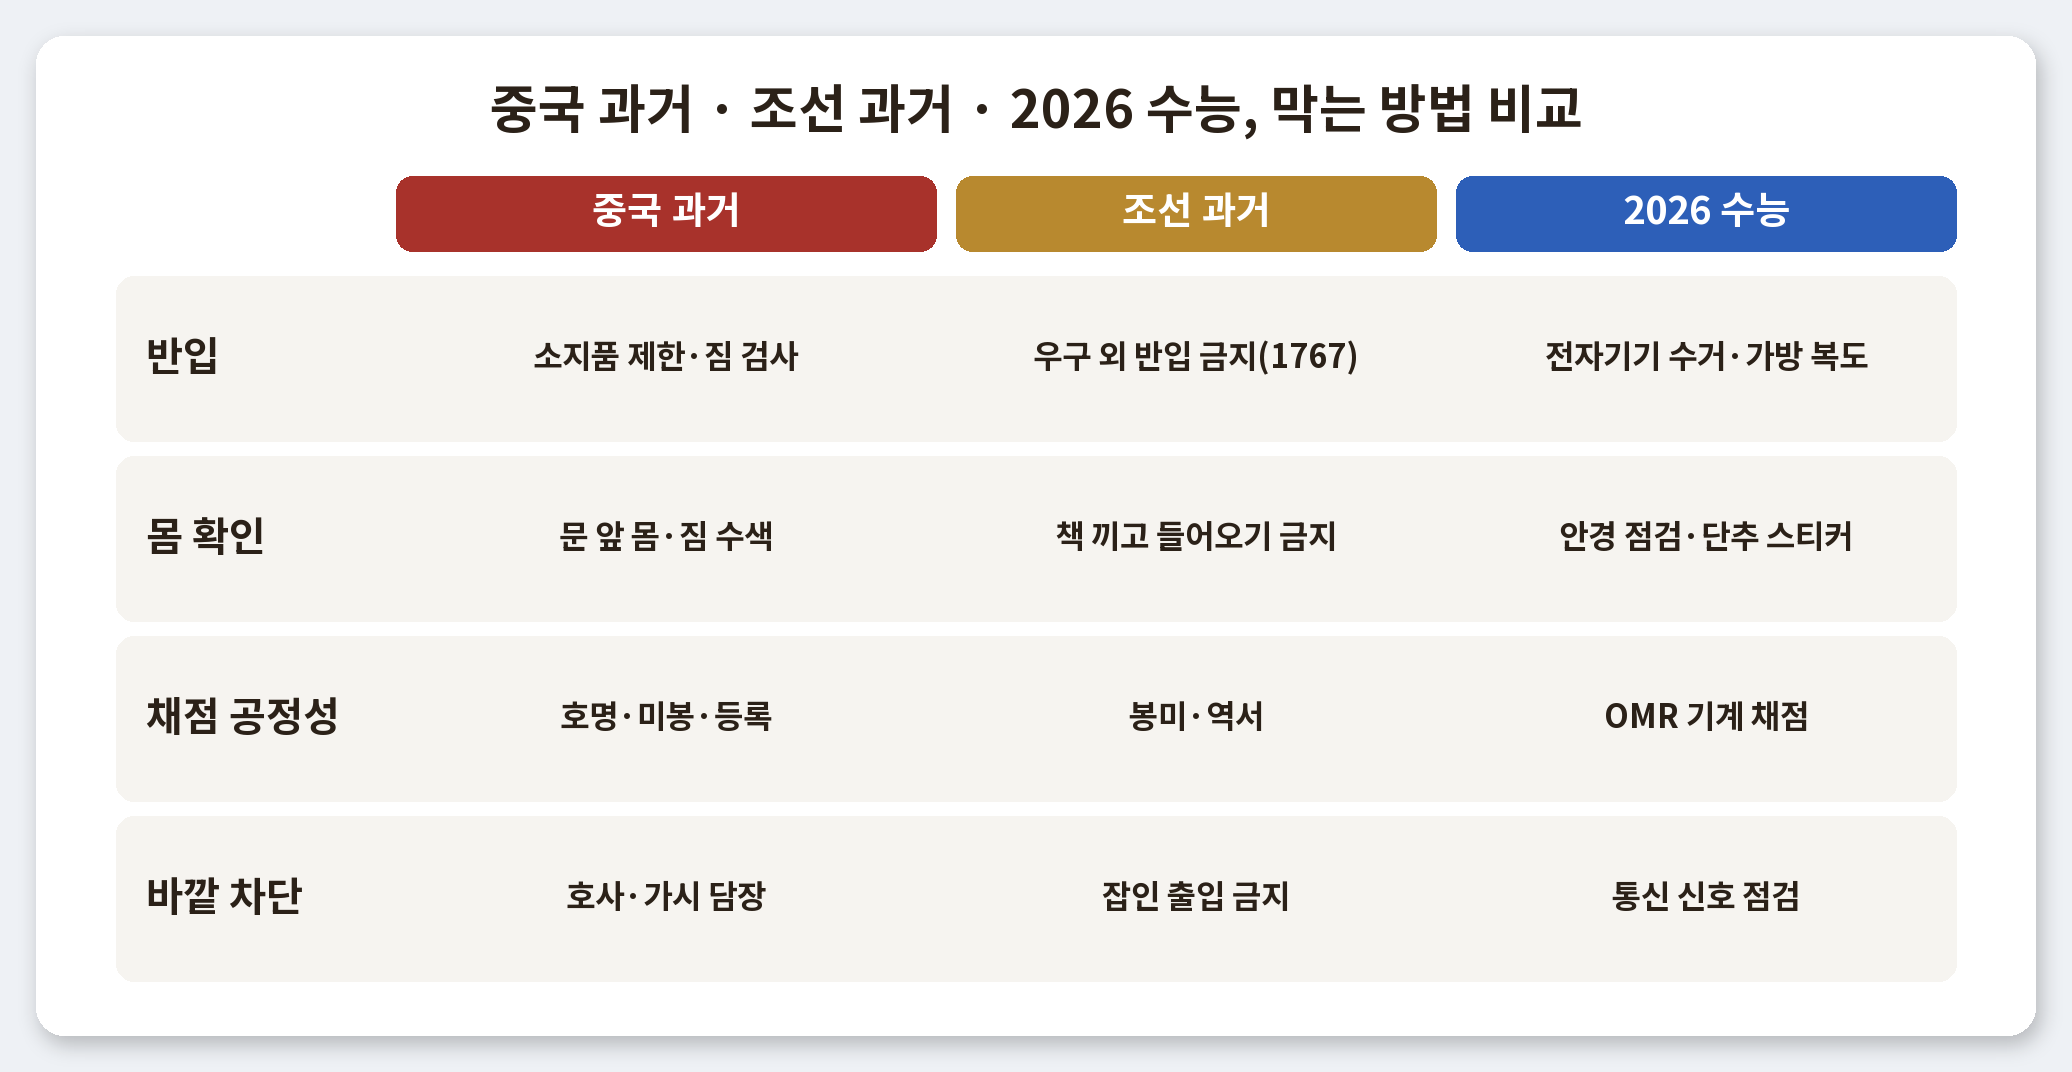 중국 과거 · 조선 과거 · 2026 수능, 막는 방법 비교
중국 과거 조선 과거 2026 수능
반입 소지품 제한·짐 검사 우구 외 반입 금지(1767) 전자기기 수거·가방 복도
몸 확인 문 앞 몸·짐 수색 책 끼고 들어오기 금지 안경 점검·단추 스티커
채점 공정성 호명·미봉·등록 봉미·역서 OMR 기계 채점
바깥 차단 호사·가시 담장 잡인 출입 금지 통신 신호 점검